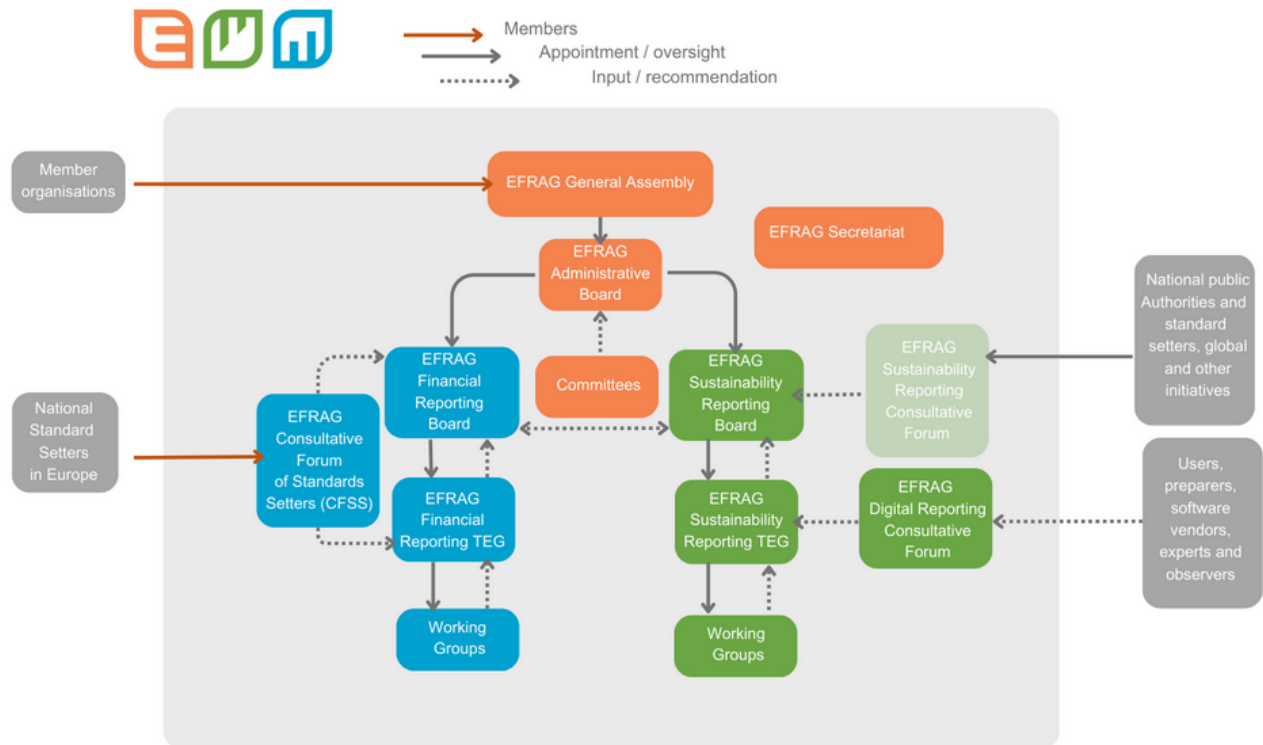 Members
Appointment / oversight
Input / recommendation
Member
organisations
EFRAG General Assembly
EFRAG Secretariat
EFRAG
Administrative
Board
National public
Authorities and
standard
setters, global
and other
initiatives
EFRAG
Financial
Reporting
Board
Committees
EFRAG
Sustainability
Reporting
Board
EFRAG
Sustainability
Reporting
Consultative
Forum
National
Standard
Setters
in Europe
EFRAG
Consultative
Forum
of Standards
Setters (CFSS)
EFRAG
Financial
Reporting TEG
EFRAG
Sustainability
Reporting TEG
EFRAG
Digital Reporting
Consultative
Forum
Users,
preparers,
software
vendors,
experts and
observers
Working
Groups
Working
Groups